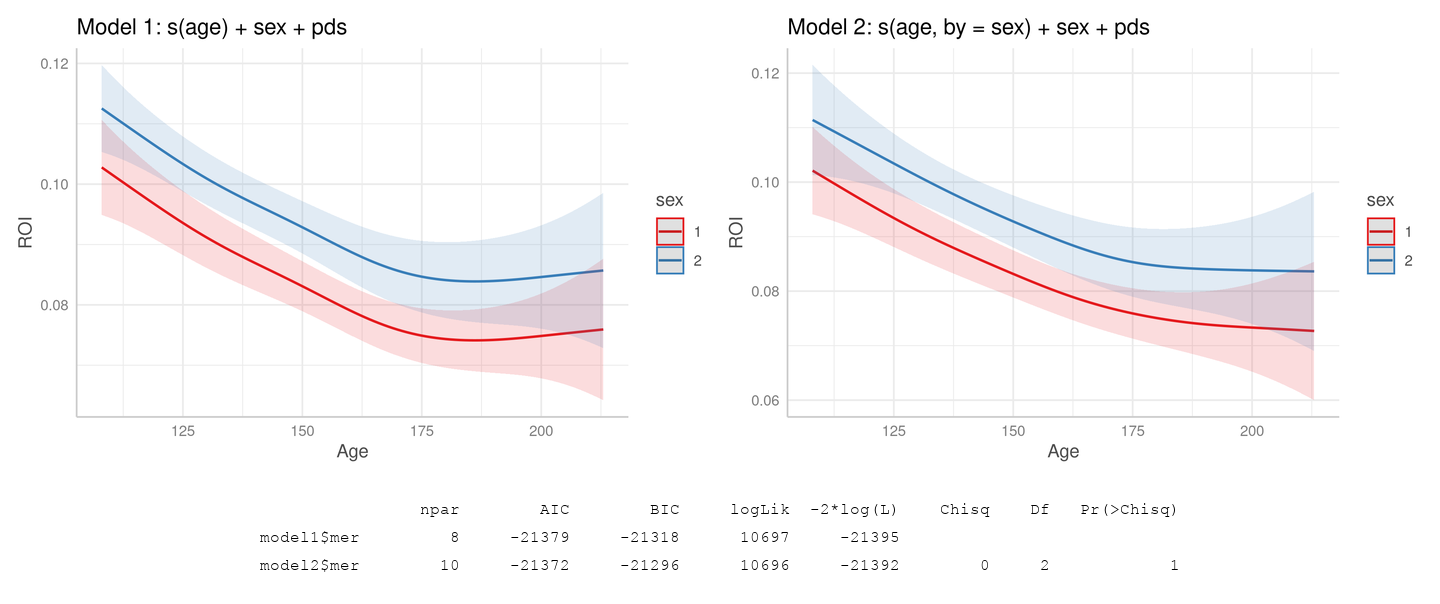 Model 1: s(age) + sex + pds
0.12
0.10
0.08
ROI
125 150 175 200
Age
sex
1
2
Model 2: s(age, by = sex) + sex + pds
0.12
0.10
0.08
0.06
ROI
125 150 175 200
Age
sex
1
2
npar AIC BIC logLik -2*log(L) Chisq Df Pr(>Chisq)
model1$mer 8 -21379 -21318 10697 -21395
model2$mer 10 -21372 -21296 10696 -21392 0 2 1